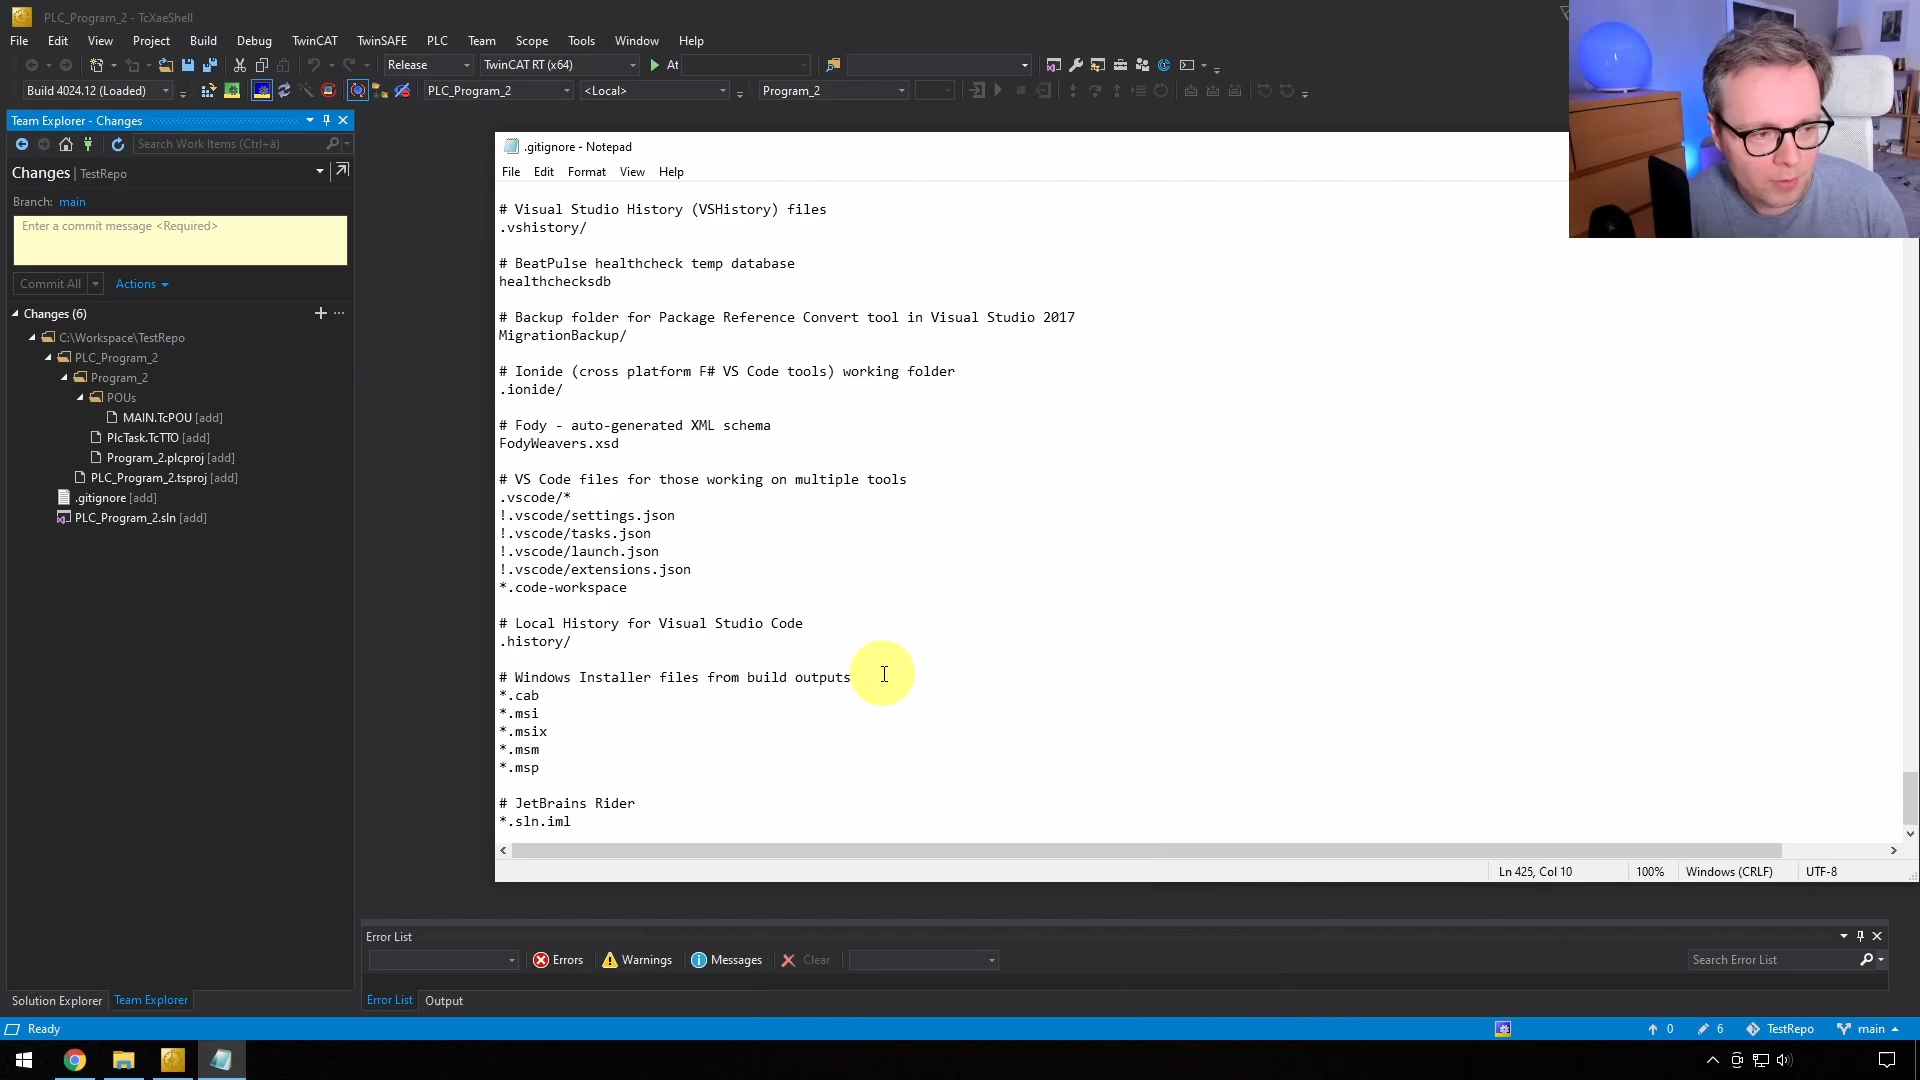 PLC_Program_2 - TcXaeShell
File Edit View Project Build Debug TwinCAT TwinSAFE PLC Team Scope Tools Window Help
Release TwinCAT RT (x64) At
Build 4024.12 (Loaded) PLC_Program_2 <Local> Program_2
Team Explorer - Changes
Search Work Items (Ctrl+ä)
Changes | TestRepo
Branch: main
Enter a commit message <Required>
Commit All Actions
Changes (6)
C:\Workspace\TestRepo
PLC_Program_2
Program_2
POUs
MAIN.TcPOU [add]
PlcTask.TcTTO [add]
Program_2.plcproj [add]
PLC_Program_2.tsproj [add]
.gitignore [add]
PLC_Program_2.sln [add]
Solution Explorer Team Explorer
.gitignore - Notepad
File Edit Format View Help
# Visual Studio History (VSHistory) files
.vshistory/
# BeatPulse healthcheck temp database
healthchecksdb
# Backup folder for Package Reference Convert tool in Visual Studio 2017
MigrationBackup/
# Ionide (cross platform F# VS Code tools) working folder
.ionide/
# Fody - auto-generated XML schema
FodyWeavers.xsd
# VS Code files for those working on multiple tools
.vscode/*
!.vscode/settings.json
!.vscode/tasks.json
!.vscode/launch.json
!.vscode/extensions.json
*.code-workspace
# Local History for Visual Studio Code
.history/
# Windows Installer files from build outputs
*.cab
*.msi
*.msix
*.msm
*.msp
# JetBrains Rider
*.sln.iml
Ln 425, Col 10 100% Windows (CRLF) UTF-8
Error List
Errors Warnings Messages Clear Search Error List
Error List Output
Ready 0 6 TestRepo main